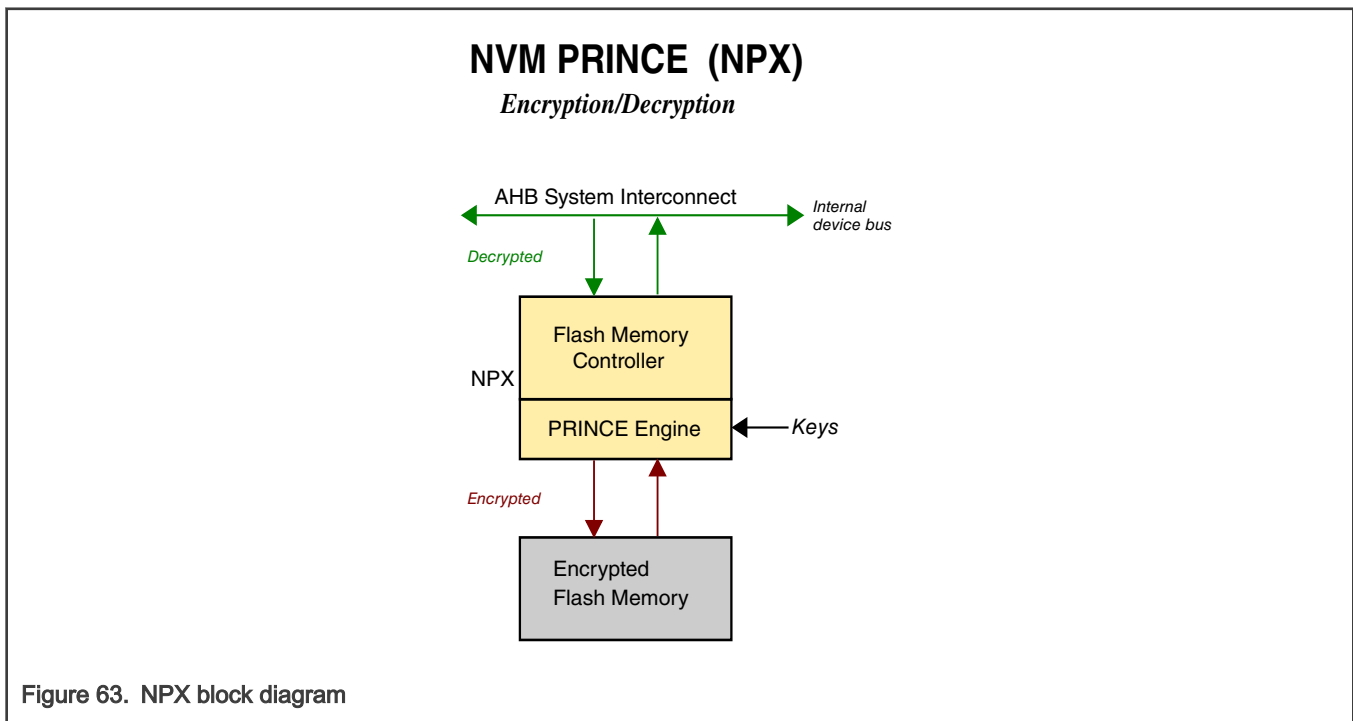 NVM PRINCE (NPX)
Encryption/Decryption
AHB System Interconnect
Internal
device bus
Decrypted
Flash Memory
Controller
NPX
PRINCE Engine
Keys
Encrypted
Encrypted
Flash Memory
Figure 63. NPX block diagram